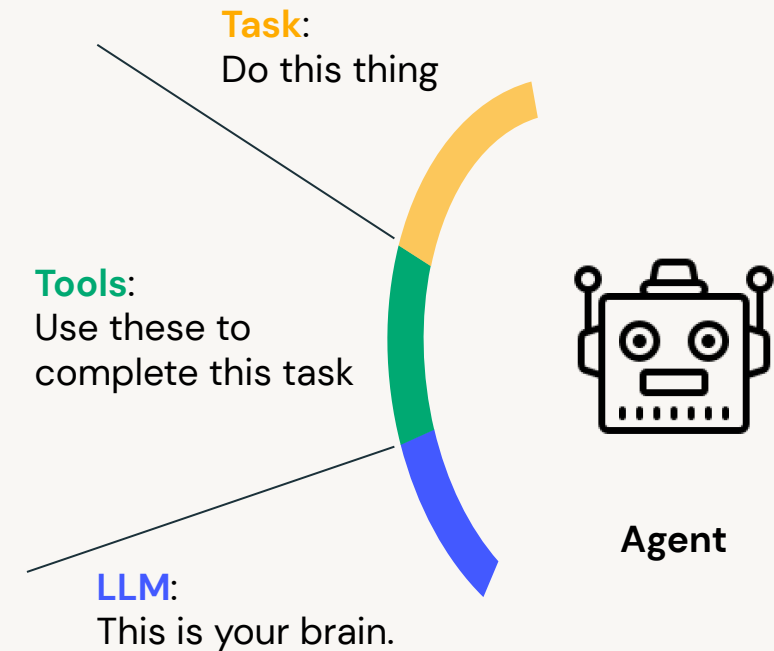 Task:
Do this thing
Tools:
Use these to
complete this task
Agent
LLM:
This is your brain.